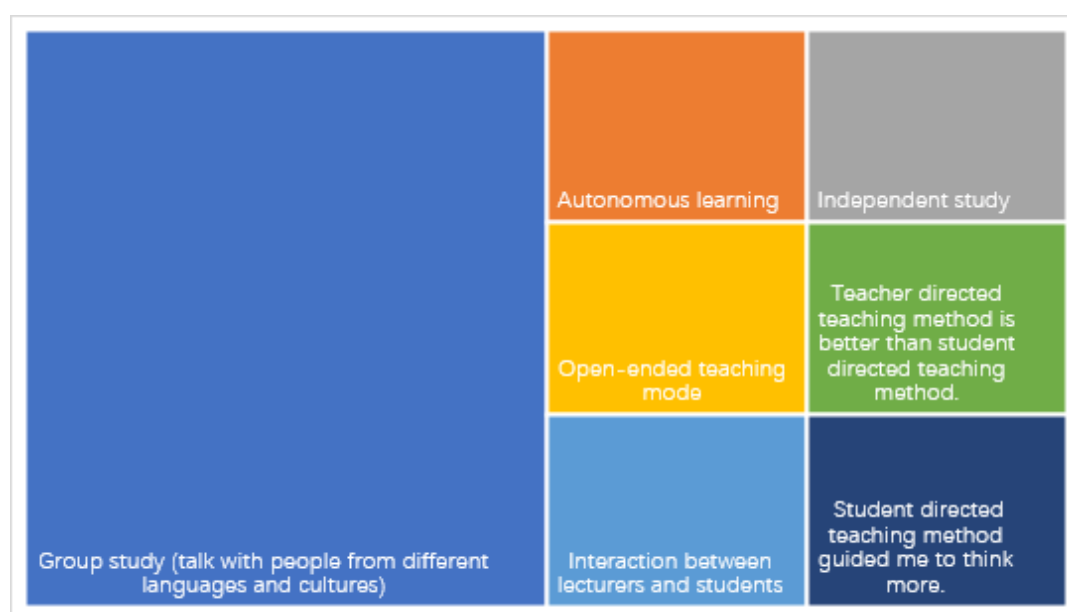 Group study (talk with people from different
languages and cultures)
Autonomous learning
Independent study
Open-ended teaching
mode
Teacher directed
teaching method is
better than student
directed teaching
method.
Interaction between
lecturers and students
Student directed
teaching method
guided me to think
more.